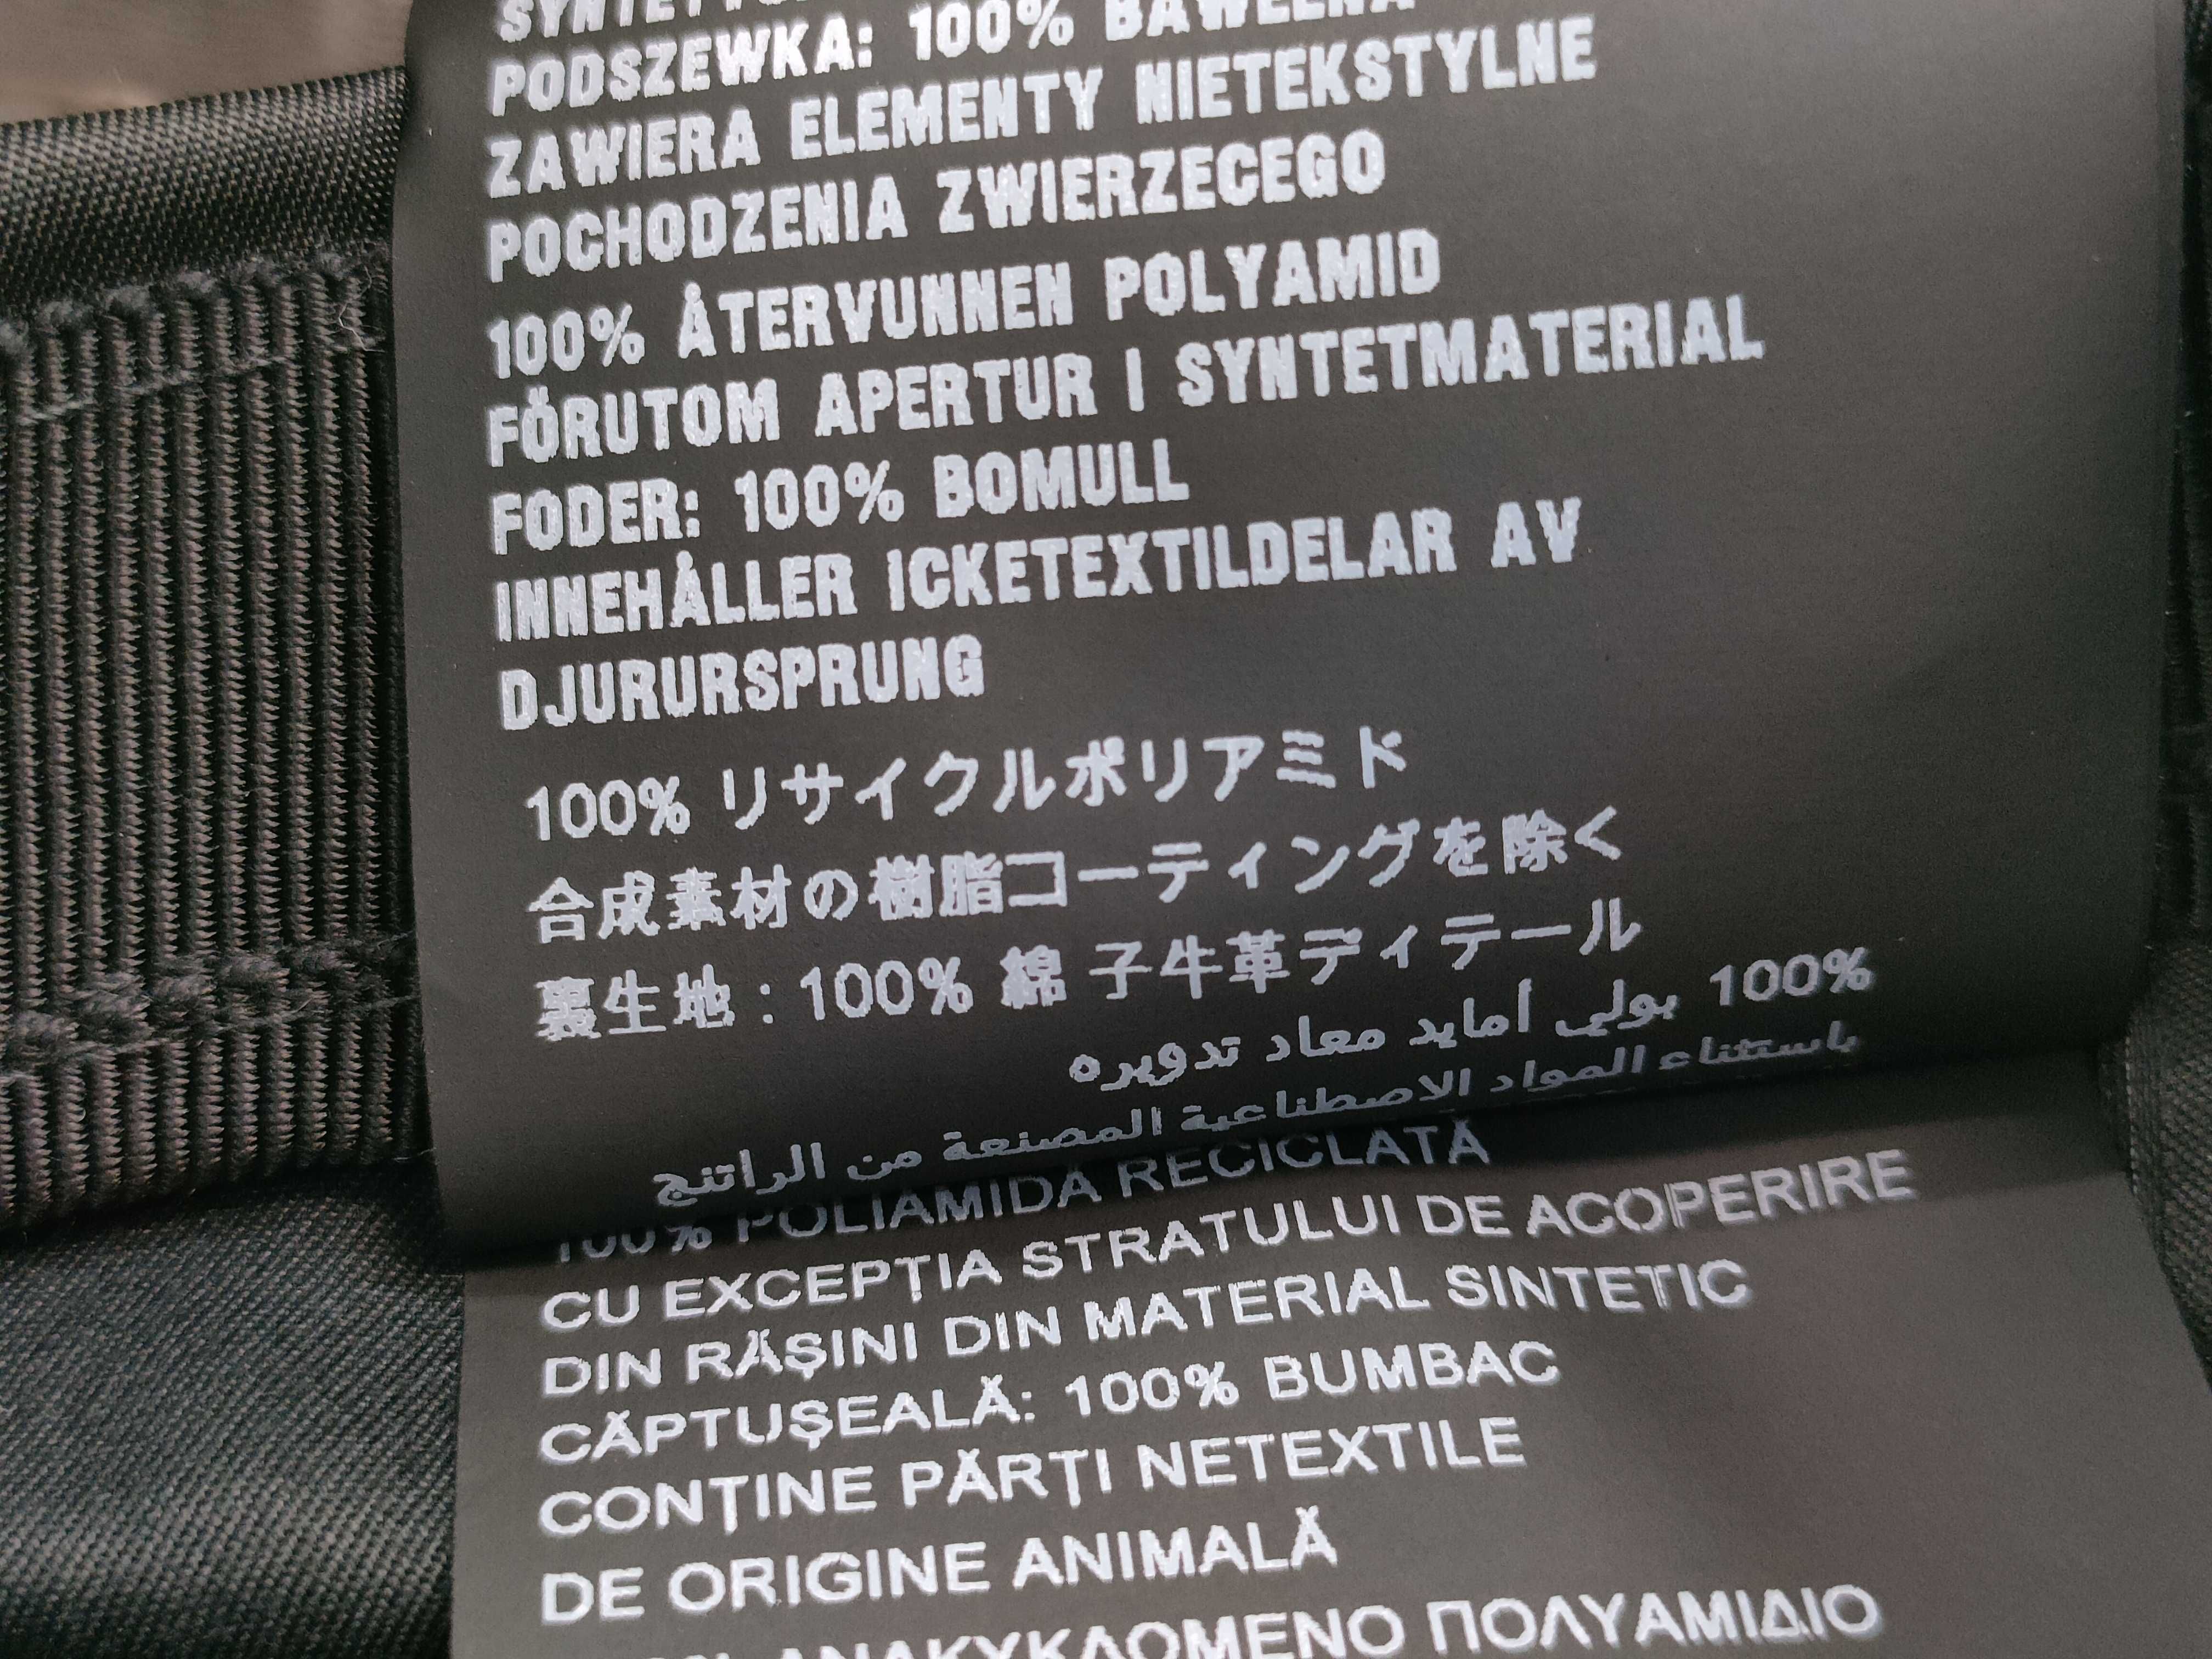 PODSZEWKA: 100% BAWEŁNA
ZAWIERA ELEMENTY NIETEKSTYLNE
POCHODZENIA ZWIERZECEGO
100% ÅTERVUNNEN POLYAMID
FÖRUTOM APERTUR I SYNTETMATERIAL
FODER: 100% BOMULL
INNEHÅLLER ICKETEXTILDELAR AV
DJURURSPRUNG
100% リサイクルポリアミド
合成素材の樹脂コーティングを除く
裏生地:100% 綿 子牛革ディテール
100% بولي أمايد معاد تدويره
باستثناء المواد الاصطناعية المصنعة من الراتنج
100% POLIAMIDĂ RECICLATĂ
CU EXCEPȚIA STRATULUI DE ACOPERIRE
DIN RĂȘINI DIN MATERIAL SINTETIC
CĂPTUȘEALĂ: 100% BUMBAC
CONȚINE PĂRȚI NETEXTILE
DE ORIGINE ANIMALĂ
ΑΝΑΚΥΚΛΩΜΕΝΟ ΠΟΛΥΑΜΙΔΙΟ